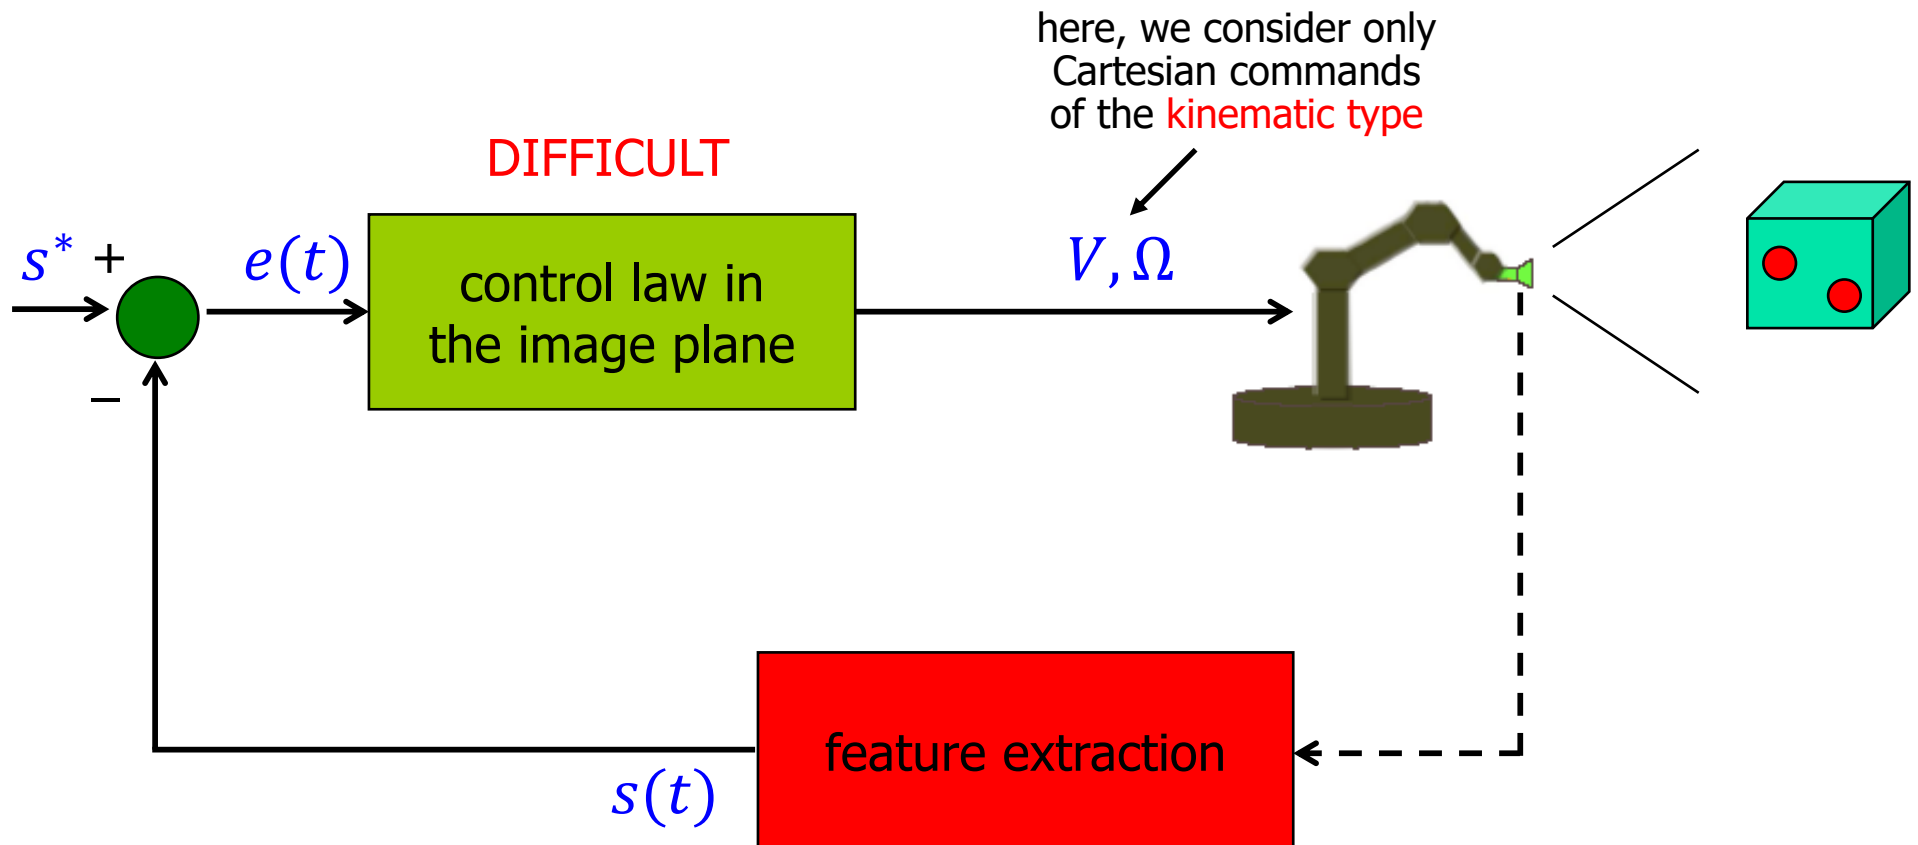 here, we consider only
Cartesian commands
of the kinematic type
DIFFICULT
s* +
e(t)
control law in
the image plane
V, Ω
−
feature extraction
s(t)